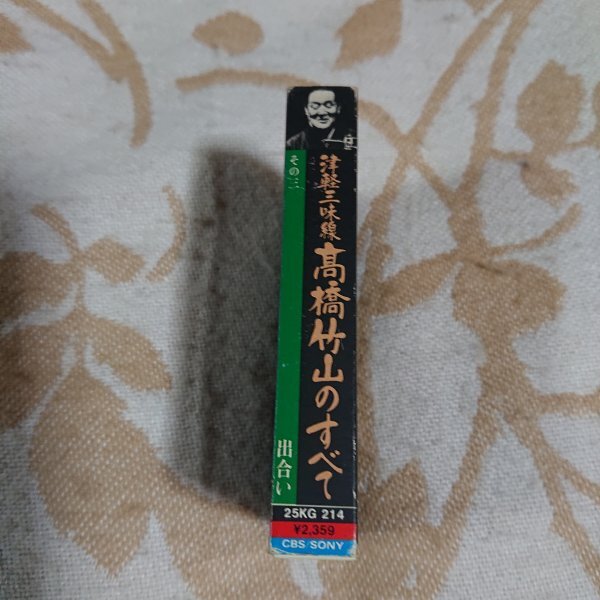 津軽三味線
高橋竹山のすべて
その三
出合い
25KG 214
¥2,359
CBS SONY